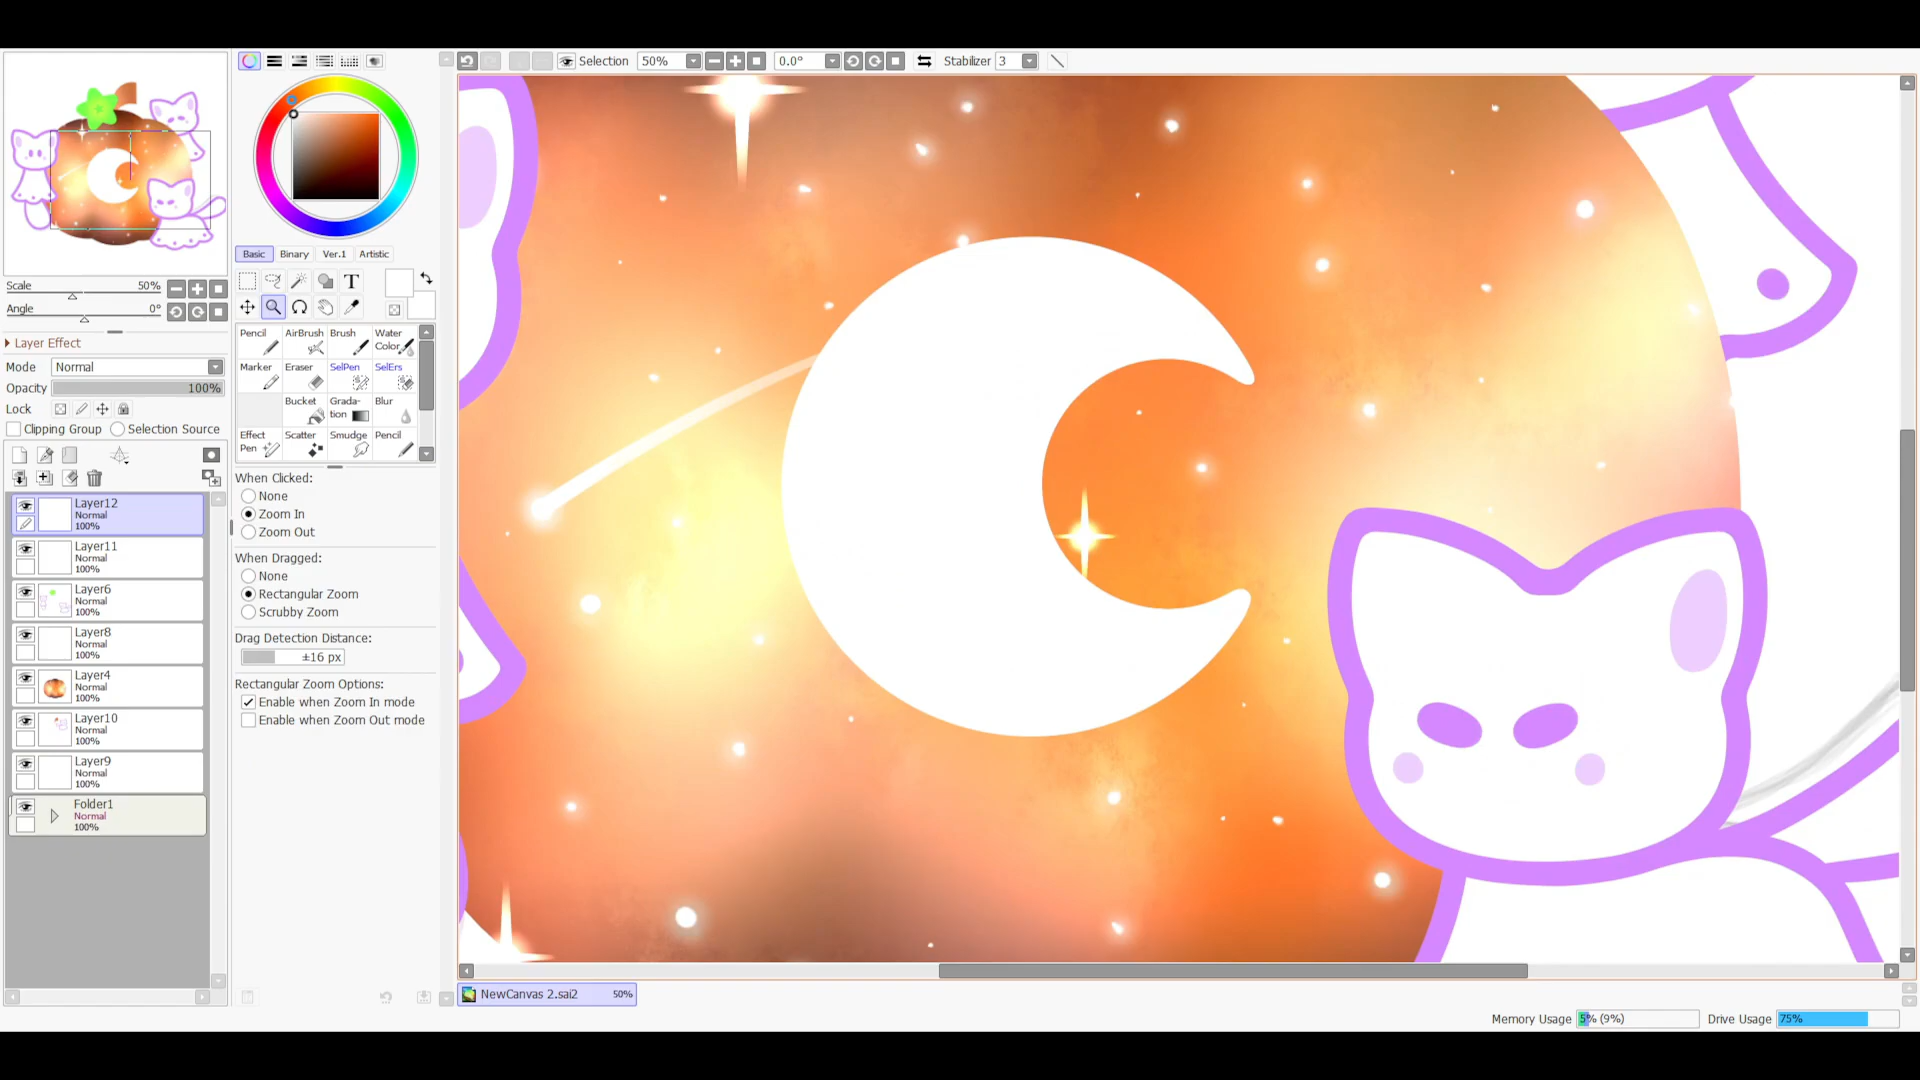 Selection 50% 0.0° Stabilizer 3
Scale 50%
Angle 0°
Layer Effect
Mode Normal
Opacity 100%
Lock
Clipping Group Selection Source
Layer12
Normal
100%
Layer11
Normal
100%
Layer6
Normal
100%
Layer8
Normal
100%
Layer4
Normal
100%
Layer10
Normal
100%
Layer9
Normal
100%
Folder1
Normal
100%
Basic Binary Ver.1 Artistic
T
Pencil AirBrush Brush Water
Color
Marker Eraser SelPen SelErs
Bucket Grada- Blur
tion
Effect Scatter Smudge Pencil
Pen
When Clicked:
None
Zoom In
Zoom Out
When Dragged:
None
Rectangular Zoom
Scrubby Zoom
Drag Detection Distance:
±16 px
Rectangular Zoom Options:
Enable when Zoom In mode
Enable when Zoom Out mode
NewCanvas 2.sai2 50%
Memory Usage 5% (9%) Drive Usage 75%